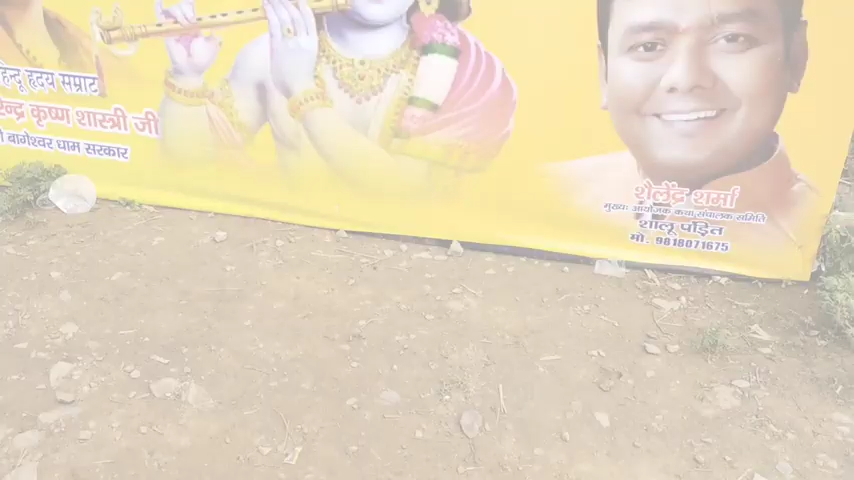 हिन्दू हृदय सम्राट
कृष्ण शास्त्री जी
बागेश्वर धाम सरकार
शैलेंद्र शर्मा
मुख्य: आयोजक कथा संचालक समिति
शालू पंड़ित
मो. 9818071675